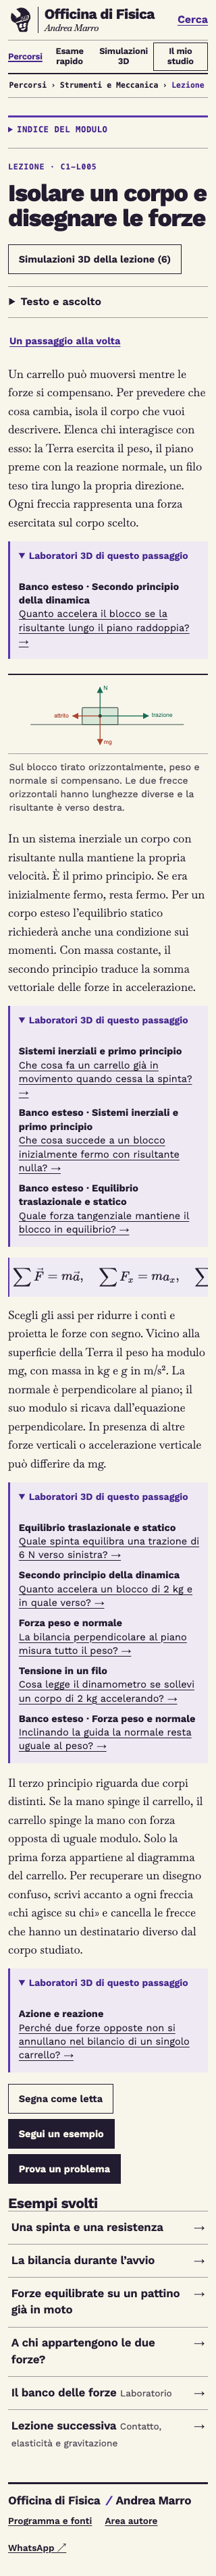 Officina di Fisica
Andrea Marro
Cerca
Percorsi
Esame rapido
Simulazioni 3D
Il mio studio
Percorsi › Strumenti e Meccanica › Lezione
▶ INDICE DEL MODULO
LEZIONE · C1–L005
Isolare un corpo e
disegnare le forze
Simulazioni 3D della lezione (6)
▶ Testo e ascolto
Un passaggio alla volta
Un carrello può muoversi mentre le
forze si compensano. Per prevedere che
cosa cambia, isola il corpo che vuoi
descrivere. Elenca chi interagisce con
esso: la Terra esercita il peso, il piano
preme con la reazione normale, un filo
teso tira lungo la propria direzione.
Ogni freccia rappresenta una forza
esercitata sul corpo scelto.
▼ Laboratori 3D di questo passaggio
Banco esteso · Secondo principio
della dinamica
Quanto accelera il blocco se la
risultante lungo il piano raddoppia?
→
N
attrito
trazione
mg
Sul blocco tirato orizzontalmente, peso e
normale si compensano. Le due frecce
orizzontali hanno lunghezze diverse e la
risultante è verso destra.
In un sistema inerziale un corpo con
risultante nulla mantiene la propria
velocità. È il primo principio. Se era
inizialmente fermo, resta fermo. Per un
corpo esteso l’equilibrio statico
richiederà anche una condizione sui
momenti. Con massa costante, il
secondo principio traduce la somma
vettoriale delle forze in accelerazione.
▼ Laboratori 3D di questo passaggio
Sistemi inerziali e primo principio
Che cosa fa un carrello già in
movimento quando cessa la spinta?
→
Banco esteso · Sistemi inerziali e
primo principio
Che cosa succede a un blocco
inizialmente fermo con risultante
nulla? →
Banco esteso · Equilibrio
traslazionale e statico
Quale forza tangenziale mantiene il
blocco in equilibrio? →
∑ F⃗ = ma⃗, ∑ Fₓ = maₓ, ∑
Scegli gli assi per ridurre i conti e
proietta le forze con segno. Vicino alla
superficie della Terra il peso ha modulo
mg, con massa in kg e g in m/s². La
normale è perpendicolare al piano; il
suo modulo si ricava dall’equazione
perpendicolare. In presenza di altre
forze verticali o accelerazione verticale
può differire da mg.
▼ Laboratori 3D di questo passaggio
Equilibrio traslazionale e statico
Quale spinta equilibra una trazione di
6 N verso sinistra? →
Secondo principio della dinamica
Quanto accelera un blocco di 2 kg e
in quale verso? →
Forza peso e normale
La bilancia perpendicolare al piano
misura tutto il peso? →
Tensione in un filo
Cosa legge il dinamometro se sollevi
un corpo di 2 kg accelerando? →
Banco esteso · Forza peso e normale
Inclinando la guida la normale resta
uguale al peso? →
Il terzo principio riguarda due corpi
distinti. Se la mano spinge il carrello, il
carrello spinge la mano con forza
opposta di uguale modulo. Solo la
prima forza appartiene al diagramma
del carrello. Per recuperare un disegno
confuso, scrivi accanto a ogni freccia
«chi agisce su chi» e cancella le frecce
che hanno un destinatario diverso dal
corpo studiato.
▼ Laboratori 3D di questo passaggio
Azione e reazione
Perché due forze opposte non si
annullano nel bilancio di un singolo
carrello? →
Segna come letta
Segui un esempio
Prova un problema
Esempi svolti
Una spinta e una resistenza →
La bilancia durante l’avvio →
Forze equilibrate su un pattino →
già in moto
A chi appartengono le due →
forze?
Il banco delle forze Laboratorio →
Lezione successiva Contatto, →
elasticità e gravitazione
Officina di Fisica / Andrea Marro
Programma e fonti Area autore
WhatsApp ↗